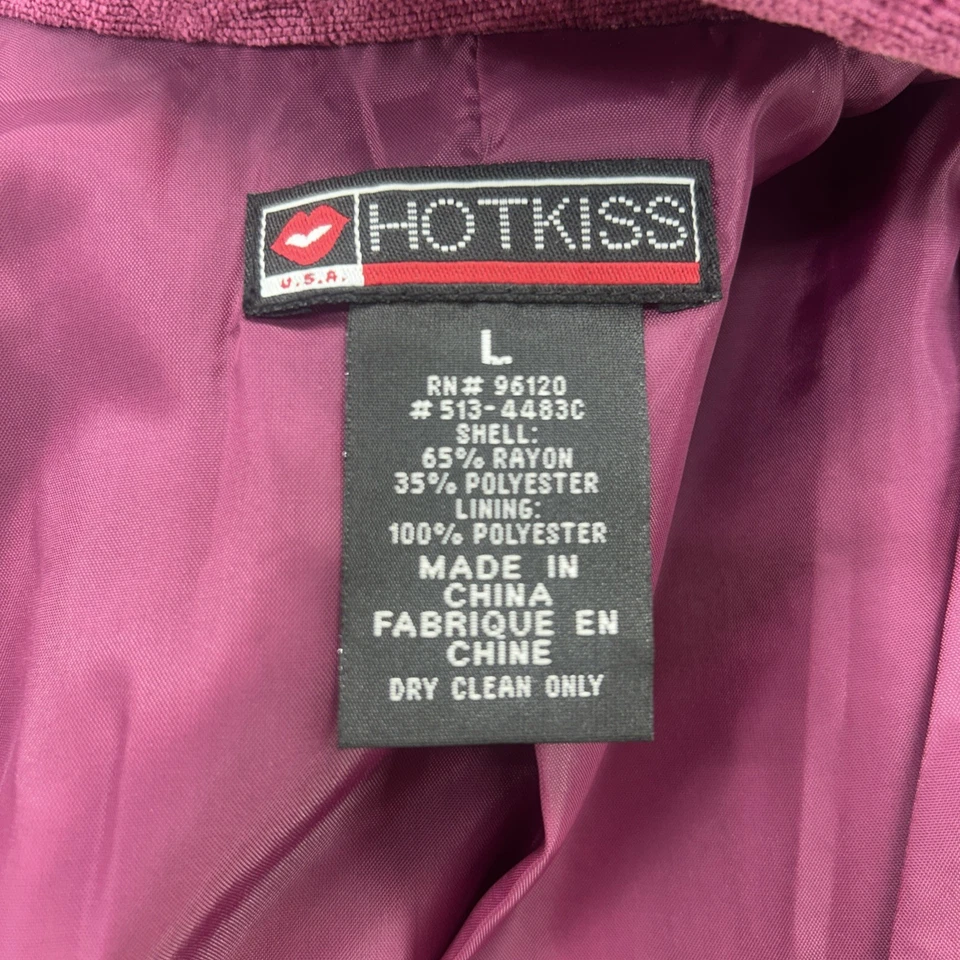 HOTKISS
U.S.A.
L
RN# 96120
# 513-4483C
SHELL:
65% RAYON
35% POLYESTER
LINING:
100% POLYESTER
MADE IN
CHINA
FABRIQUE EN
CHINE
DRY CLEAN ONLY